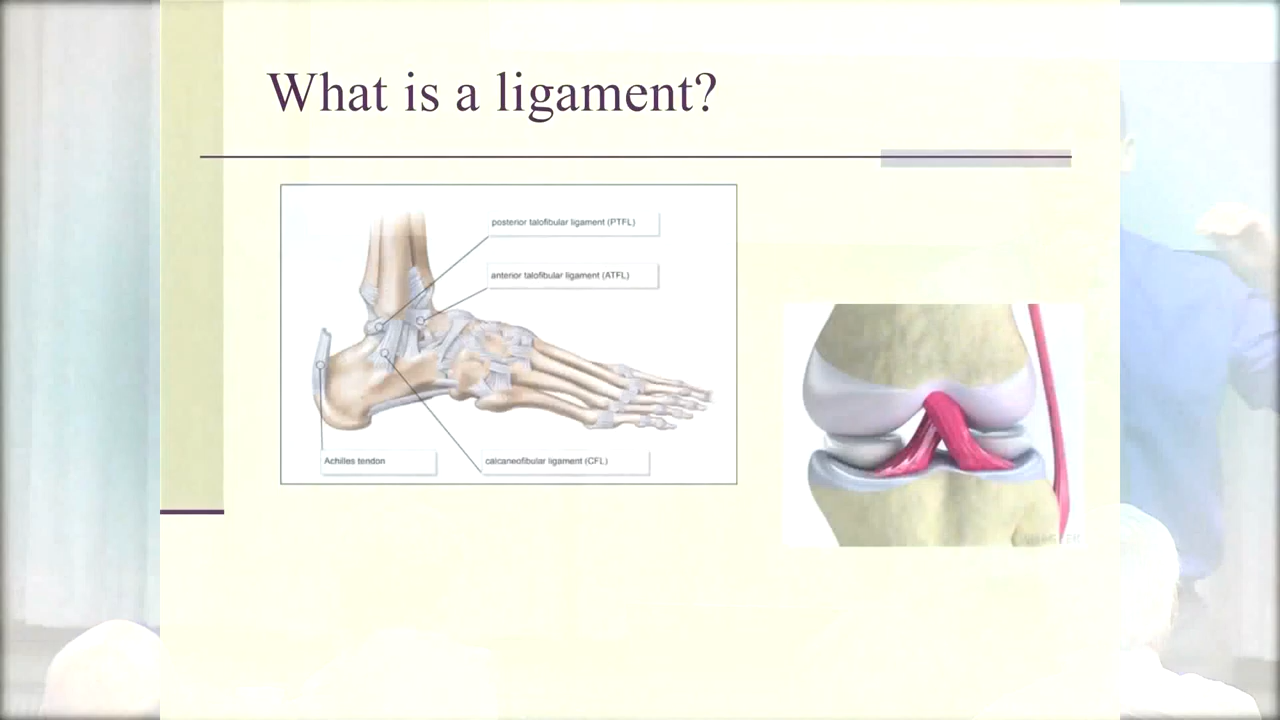 What is a ligament?
posterior talofibular ligament (PTFL)
anterior talofibular ligament (ATFL)
Achilles tendon
calcaneofibular ligament (CFL)